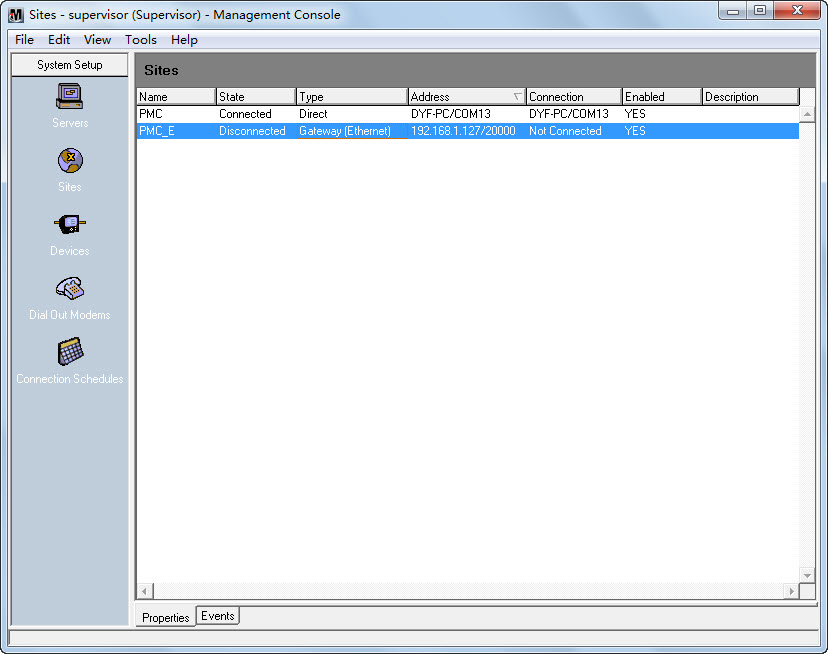 Sites - supervisor (Supervisor) - Management Console
File Edit View Tools Help
System Setup
Servers
Sites
Devices
Dial Out Modems
Connection Schedules
Sites
Name State Type Address Connection Enabled Description
PMC Connected Direct DYF-PC/COM13 DYF-PC/COM13 YES
PMC_E Disconnected Gateway (Ethernet) 192.168.1.127/20000 Not Connected YES
Properties Events